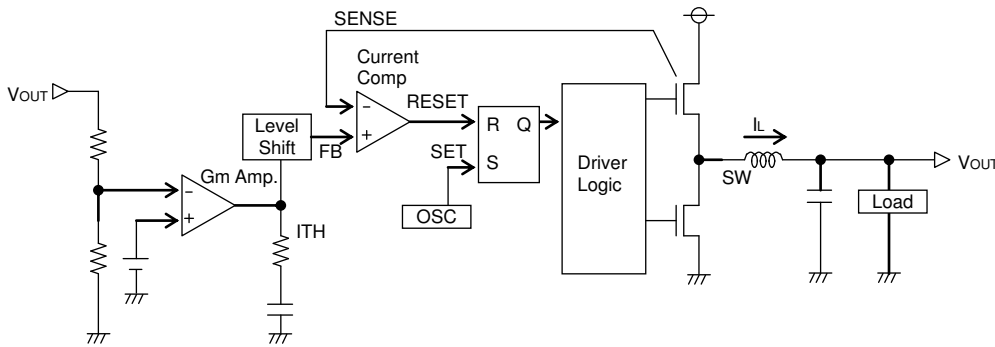 SENSE
Current
Comp
VOUT
RESET
Level
Shift
FB
R Q
SET
S
Driver
Logic
IL
VOUT
SW
Gm Amp.
OSC
Load
ITH
-
+
-
+